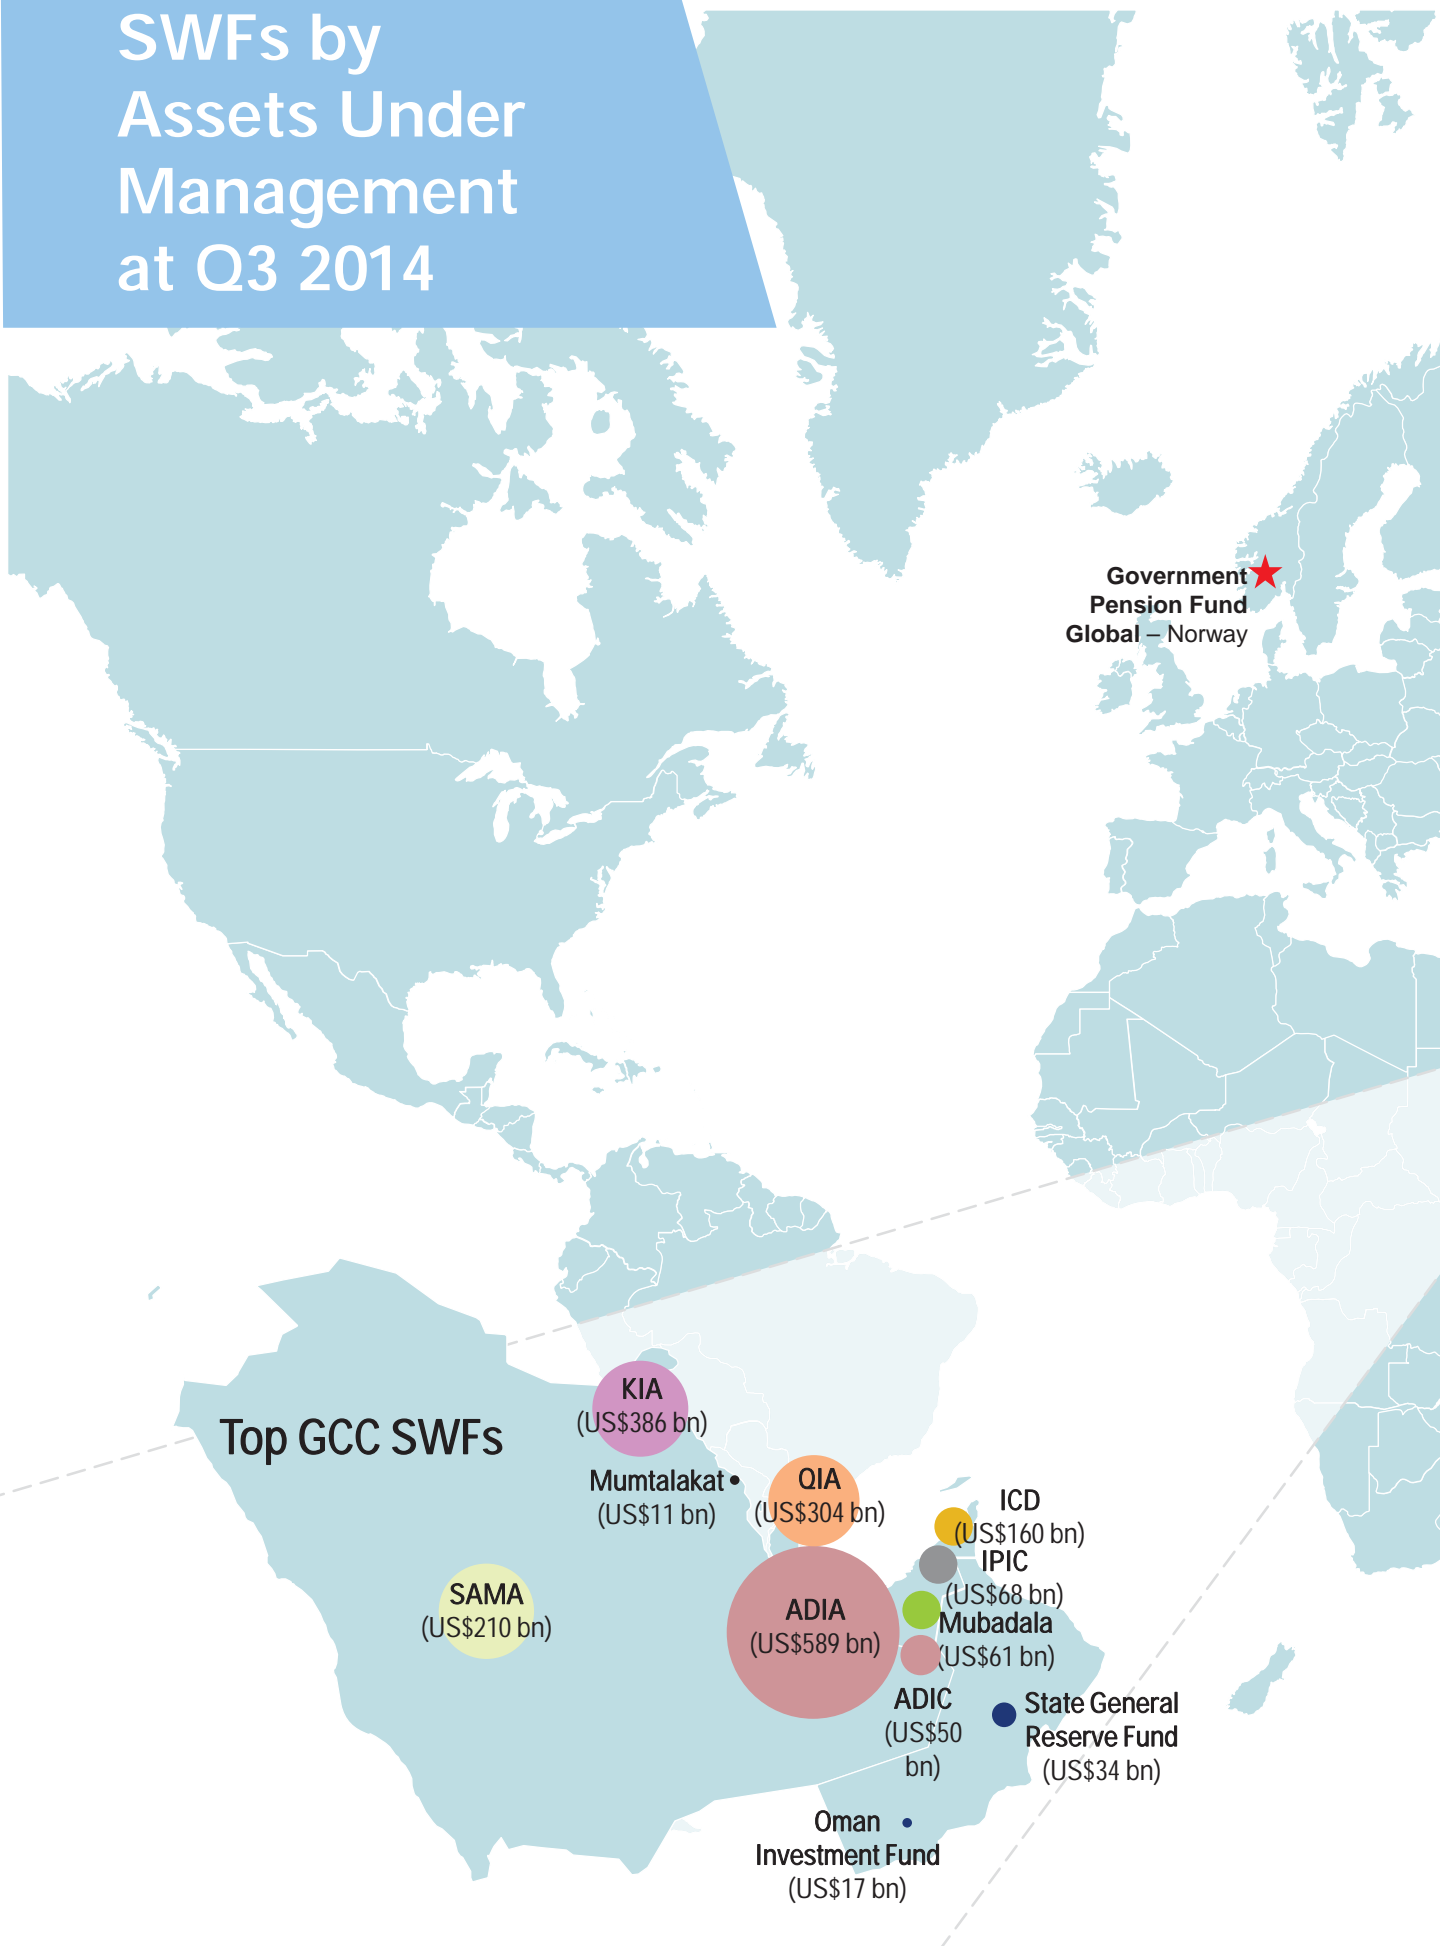 SWFs by
Assets Under
Management
at Q3 2014
Government
Pension Fund
Global – Norway
Top GCC SWFs
KIA
(US$386 bn)
Mumtalakat
(US$11 bn)
QIA
(US$304 bn)
ICD
(US$160 bn)
IPIC
(US$68 bn)
SAMA
(US$210 bn)
ADIA
(US$589 bn)
Mubadala
(US$61 bn)
ADIC
(US$50
bn)
State General
Reserve Fund
(US$34 bn)
Oman
Investment Fund
(US$17 bn)